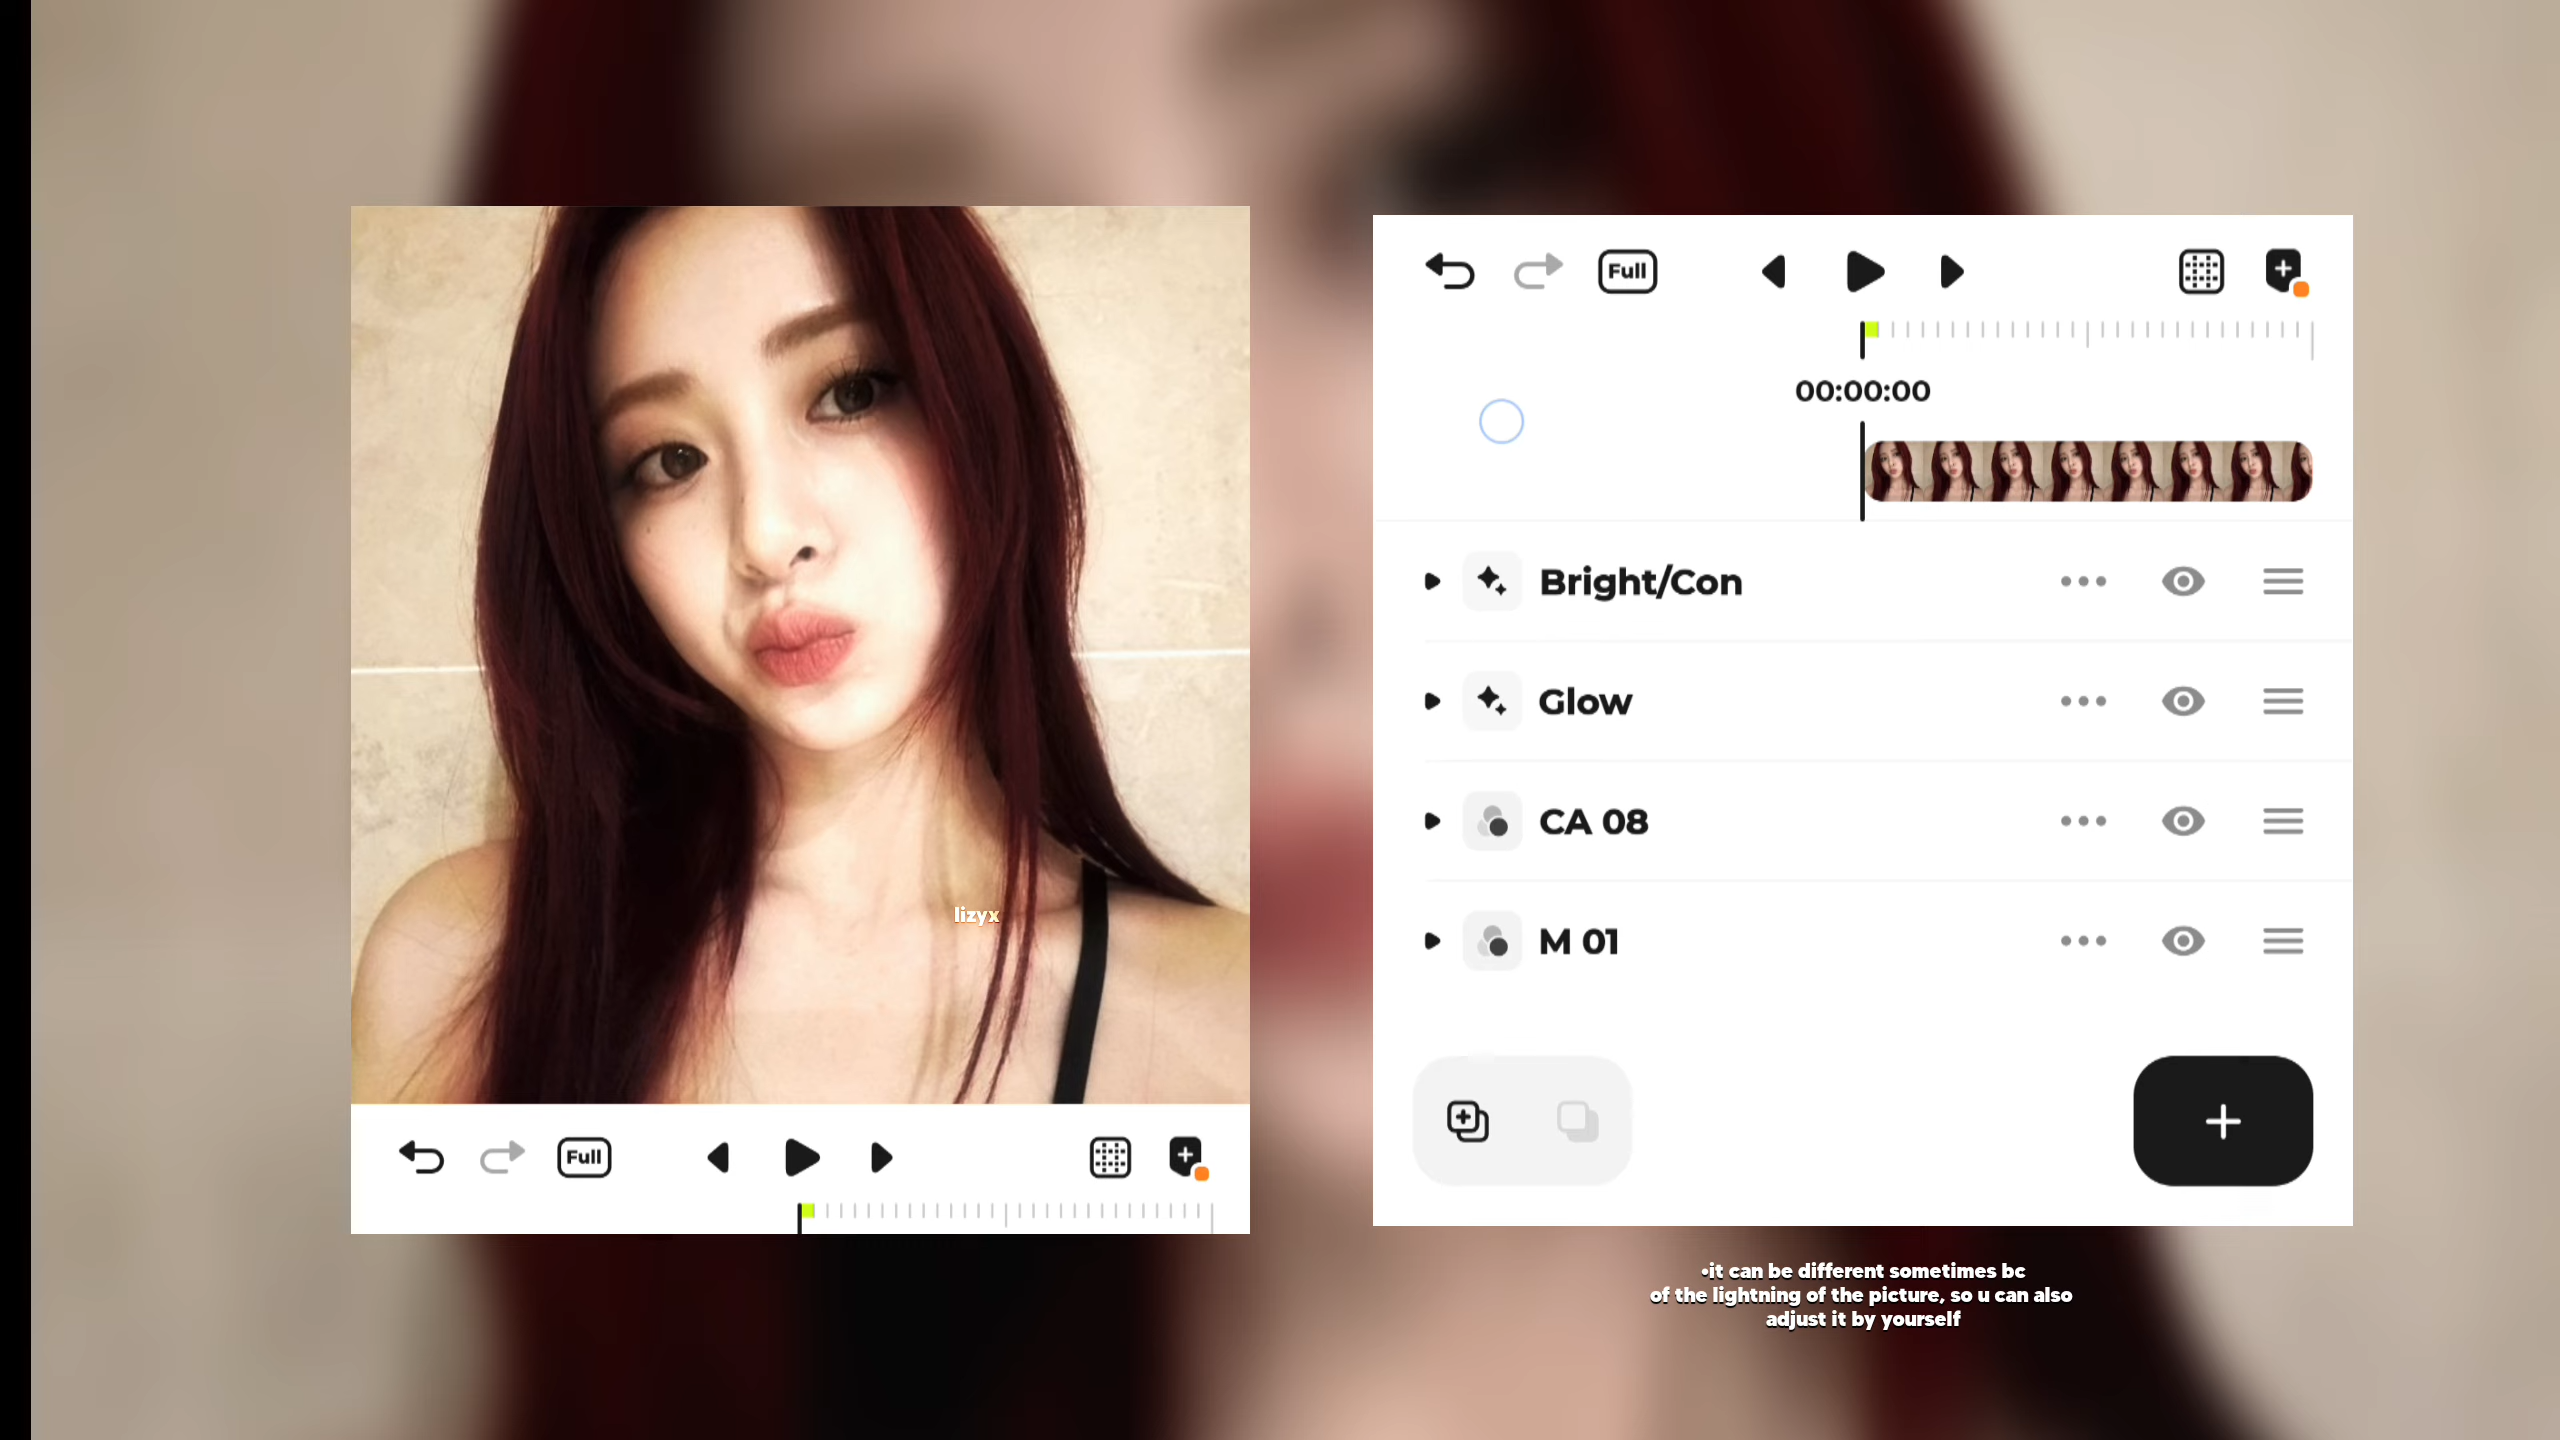 lizyx
Full
Full
00:00:00
Bright/Con
Glow
CA 08
M 01
•it can be different sometimes bc
of the lightning of the picture, so u can also
adjust it by yourself